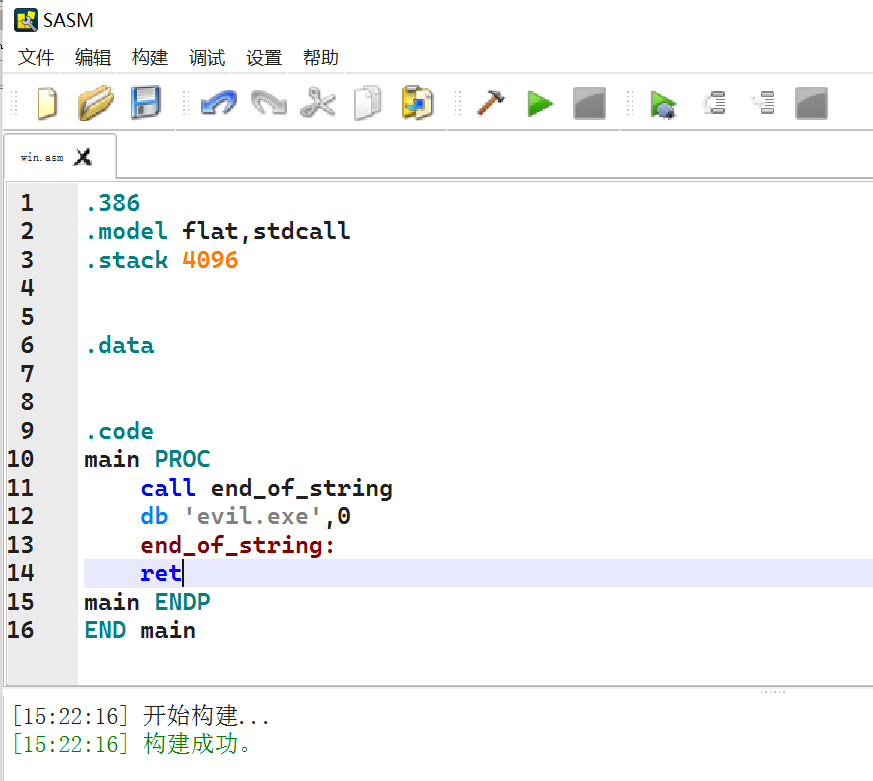 SASM
文件 编辑 构建 调试 设置 帮助
win.asm
1 .386
2 .model flat,stdcall
3 .stack 4096
4
5
6 .data
7
8
9 .code
10 main PROC
11 call end_of_string
12 db 'evil.exe',0
13 end_of_string:
14 ret
15 main ENDP
16 END main
[15:22:16] 开始构建...
[15:22:16] 构建成功。